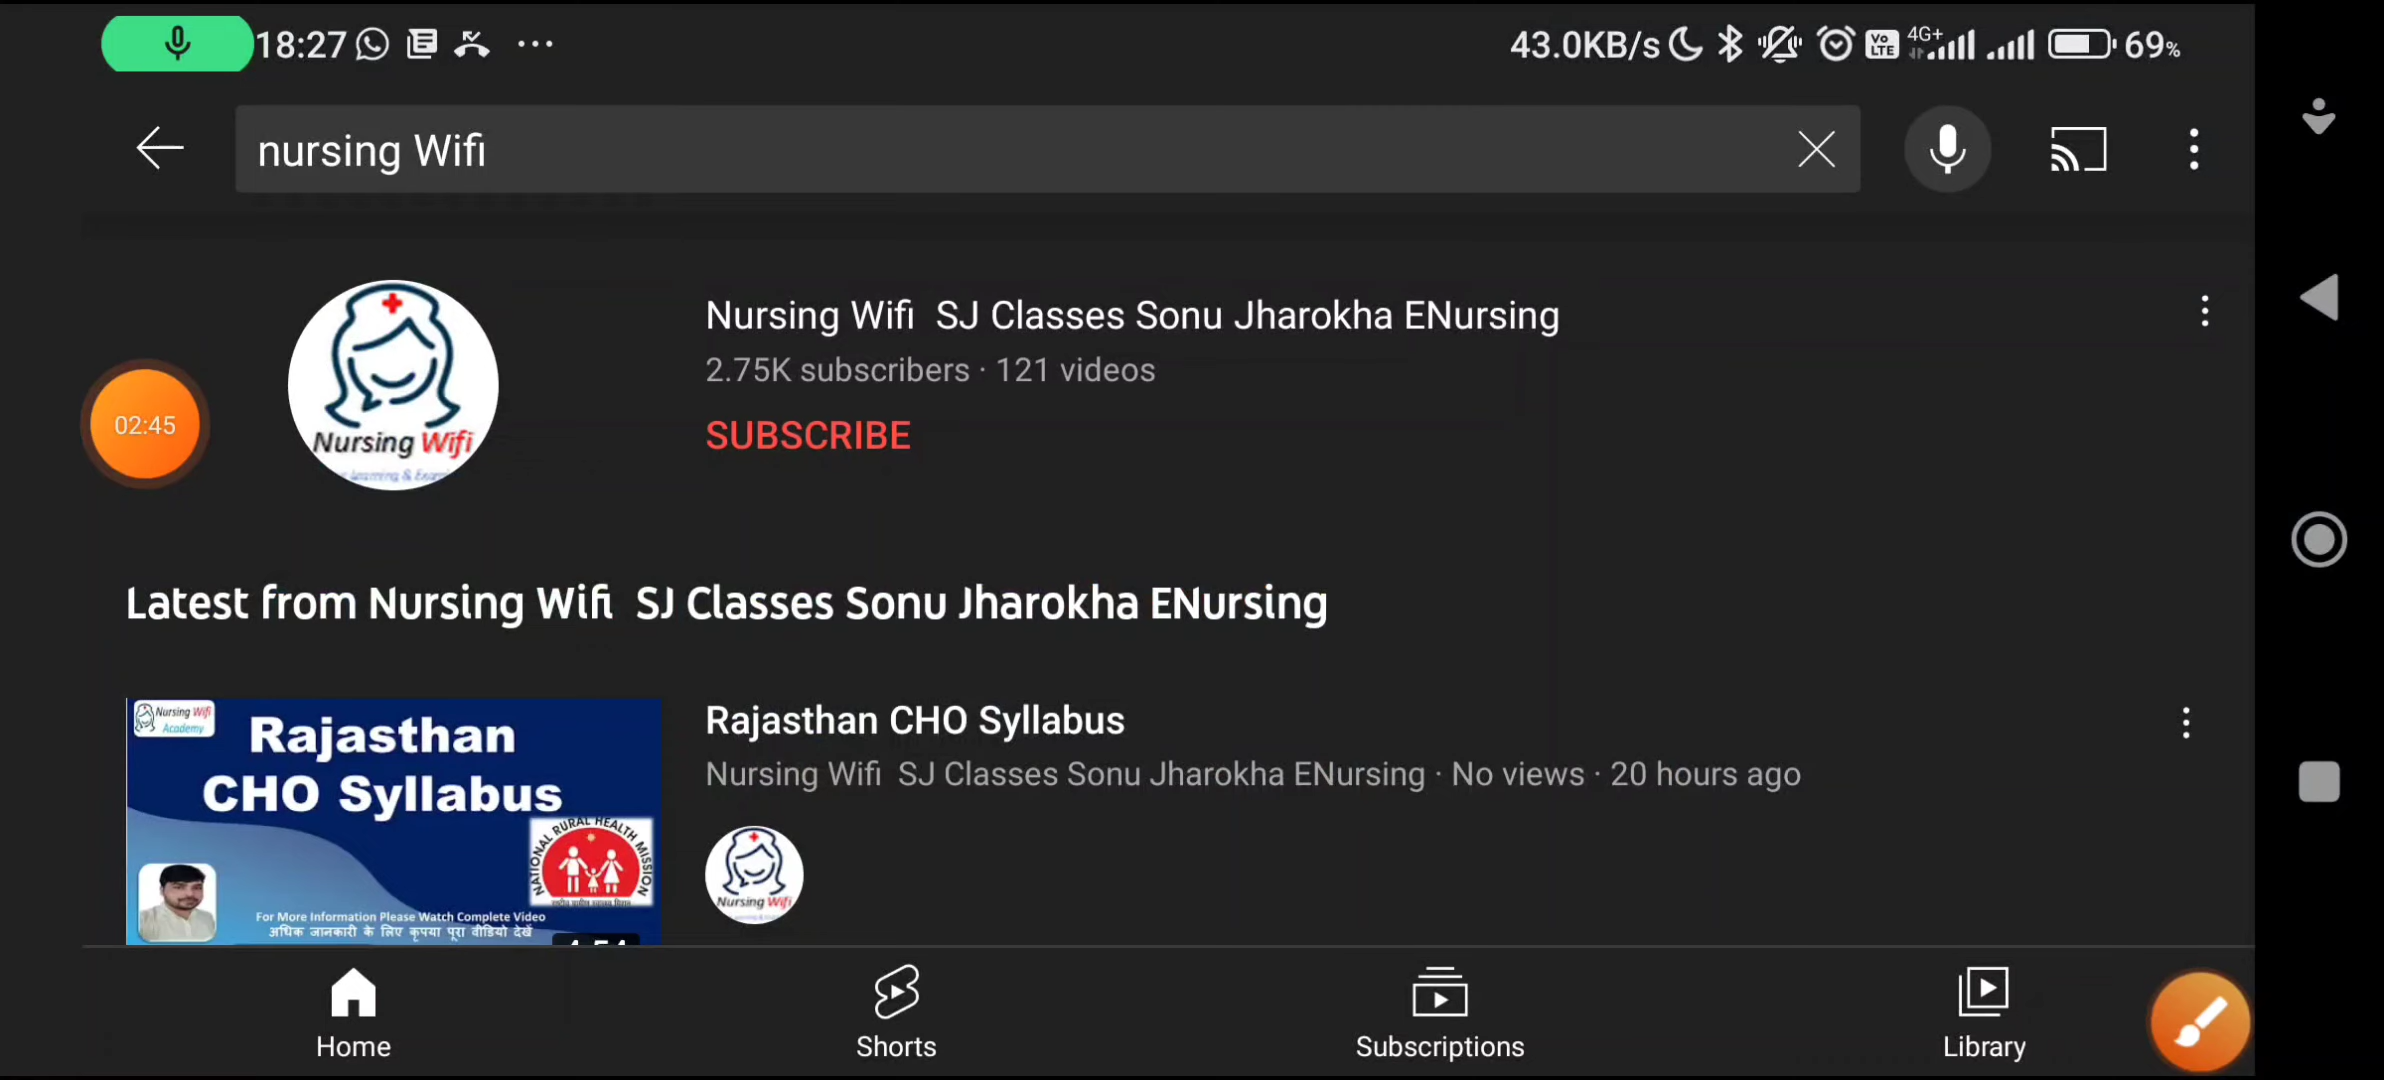 18:27
43.0KB/s Vo LTE 4G+ 69%
nursing Wifi
Nursing Wifi SJ Classes Sonu Jharokha ENursing
2.75K subscribers · 121 videos
SUBSCRIBE
02:45
Nursing Wifi
Latest from Nursing Wifi SJ Classes Sonu Jharokha ENursing
Nursing Wifi
Academy
Rajasthan
CHO Syllabus
NATIONAL RURAL HEALTH MISSION
For More Information Please Watch Complete Video
अधिक जानकारी के लिए कृपया पूरा वीडियो देखें
Rajasthan CHO Syllabus
Nursing Wifi SJ Classes Sonu Jharokha ENursing · No views · 20 hours ago
Nursing Wifi
Home
Shorts
Subscriptions
Library